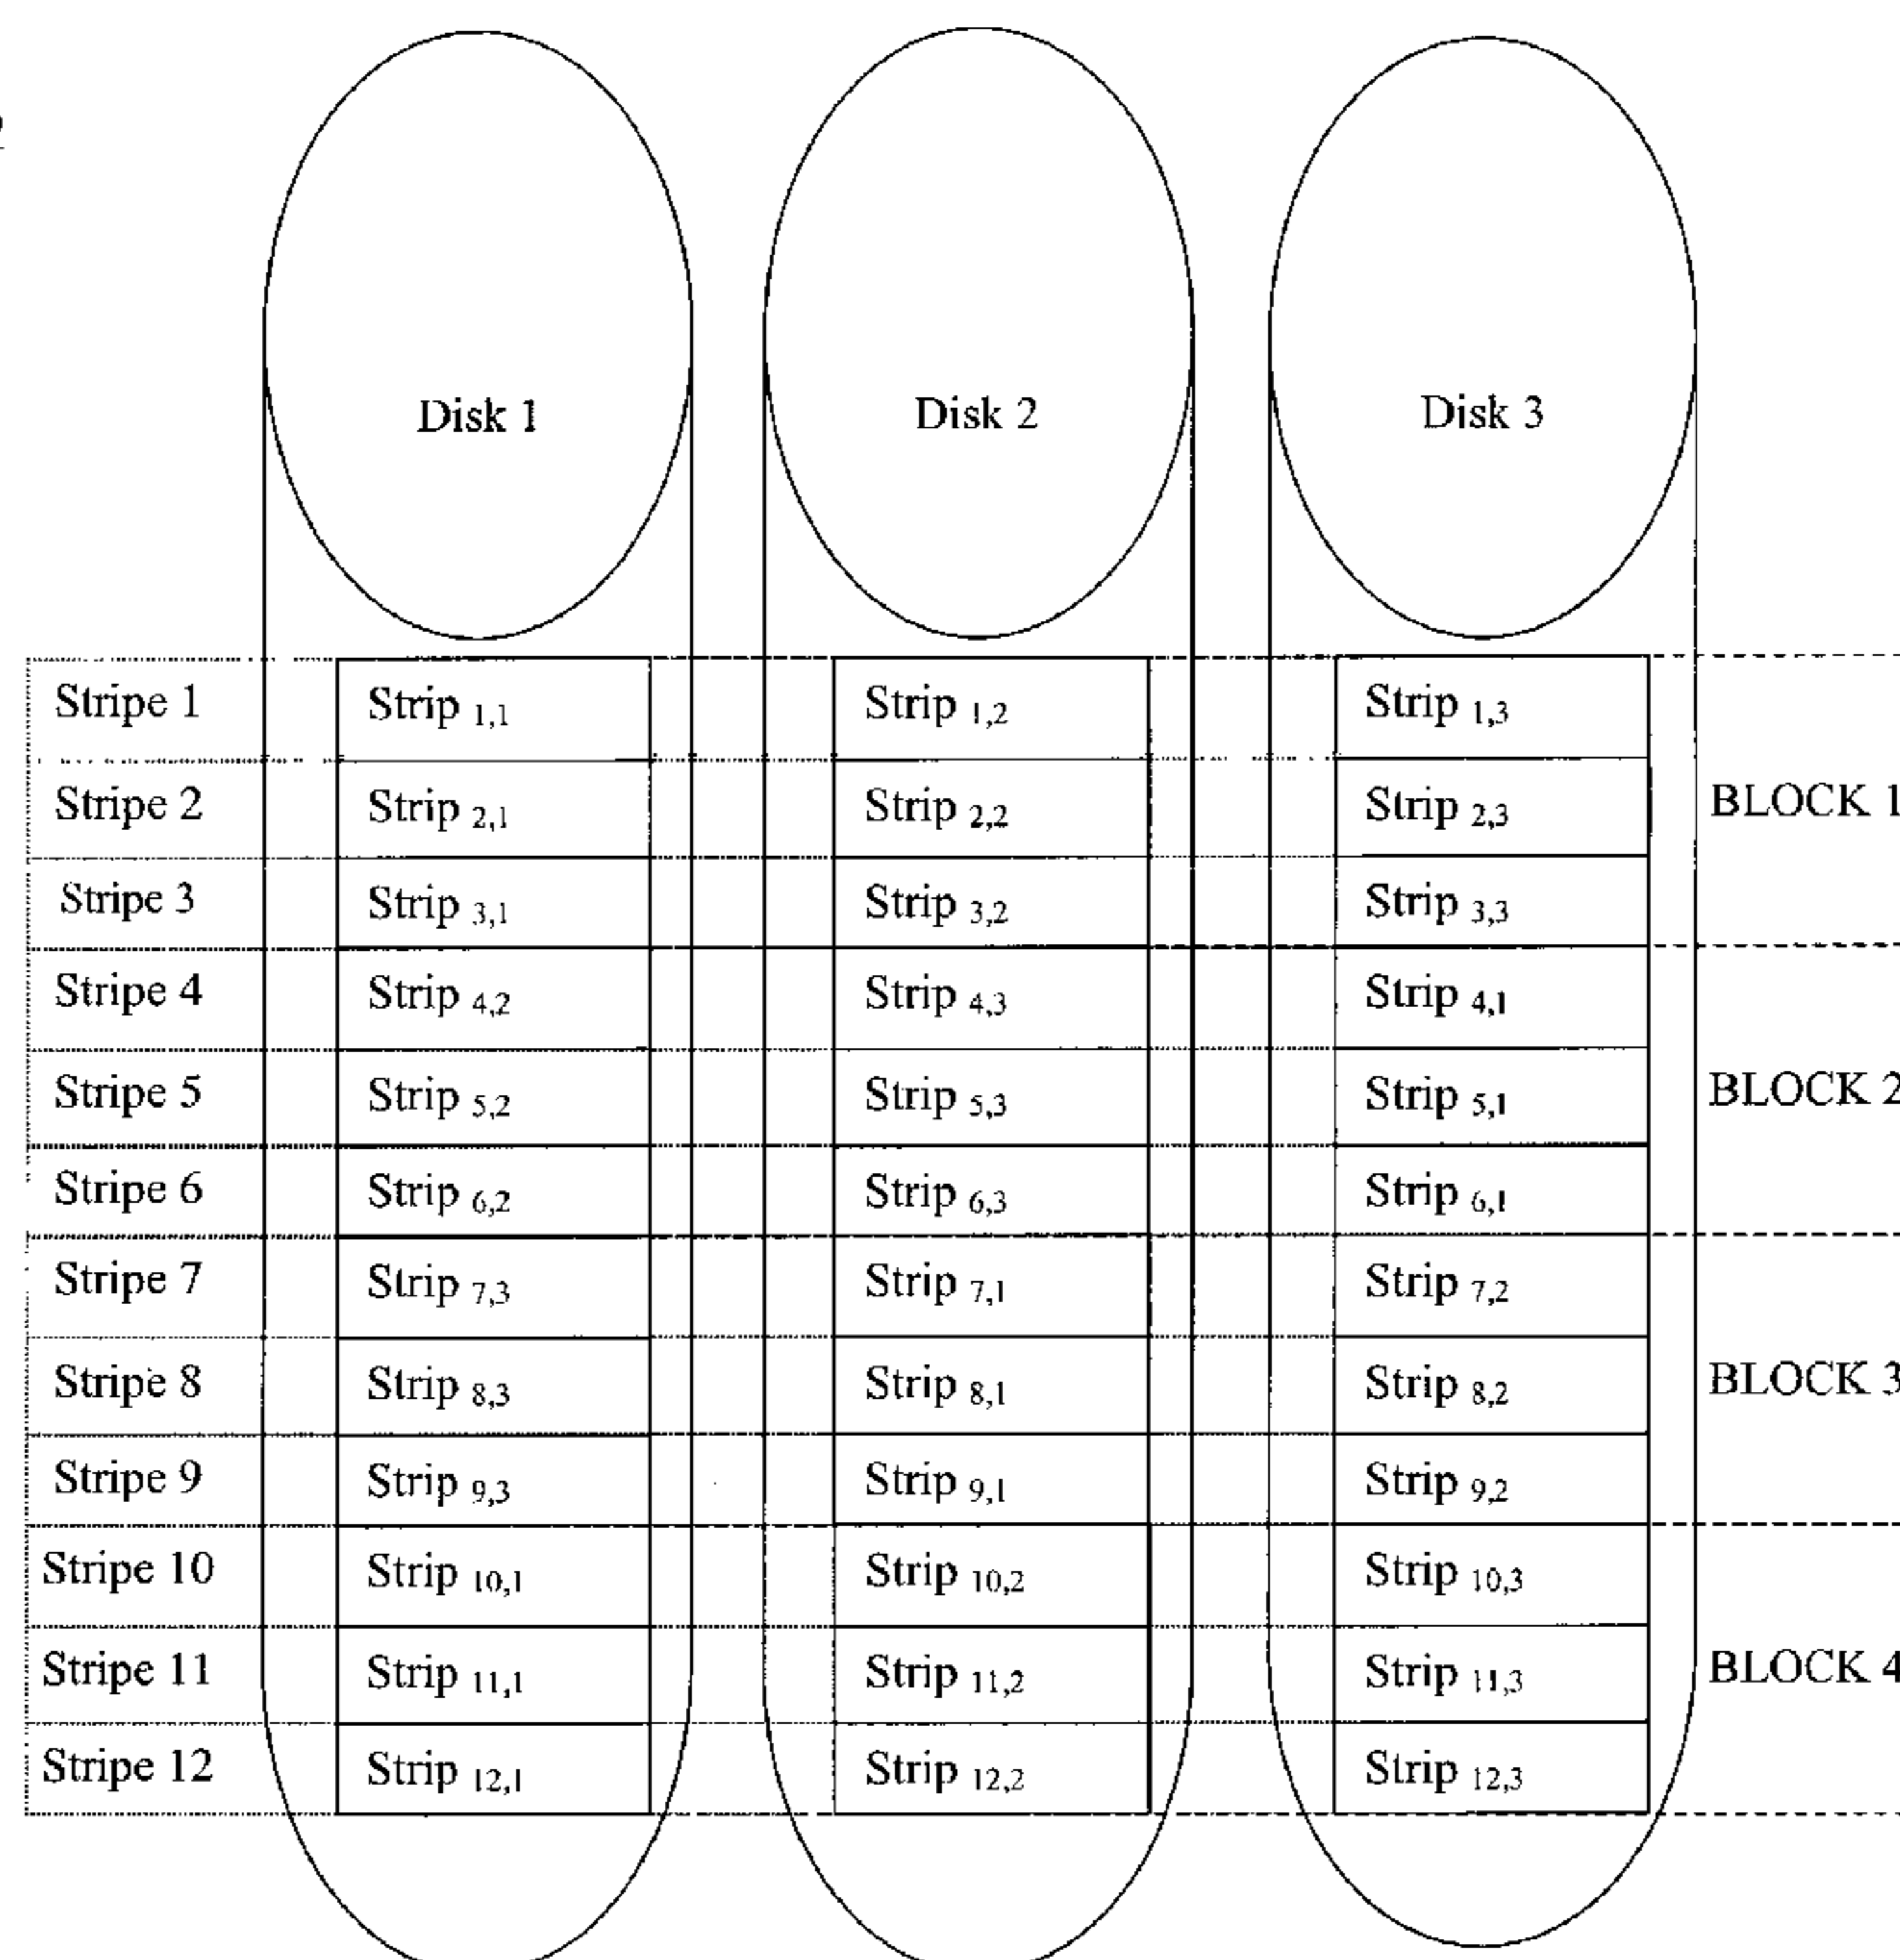 Disk 1 Disk 2 Disk 3
Stripe 1 Strip 1,1 Strip 1,2 Strip 1,3
Stripe 2 Strip 2,1 Strip 2,2 Strip 2,3 BLOCK 1
Stripe 3 Strip 3,1 Strip 3,2 Strip 3,3
Stripe 4 Strip 4,2 Strip 4,3 Strip 4,1
Stripe 5 Strip 5,2 Strip 5,3 Strip 5,1 BLOCK 2
Stripe 6 Strip 6,2 Strip 6,3 Strip 6,1
Stripe 7 Strip 7,3 Strip 7,1 Strip 7,2
Stripe 8 Strip 8,3 Strip 8,1 Strip 8,2 BLOCK 3
Stripe 9 Strip 9,3 Strip 9,1 Strip 9,2
Stripe 10 Strip 10,1 Strip 10,2 Strip 10,3
Stripe 11 Strip 11,1 Strip 11,2 Strip 11,3 BLOCK 4
Stripe 12 Strip 12,1 Strip 12,2 Strip 12,3